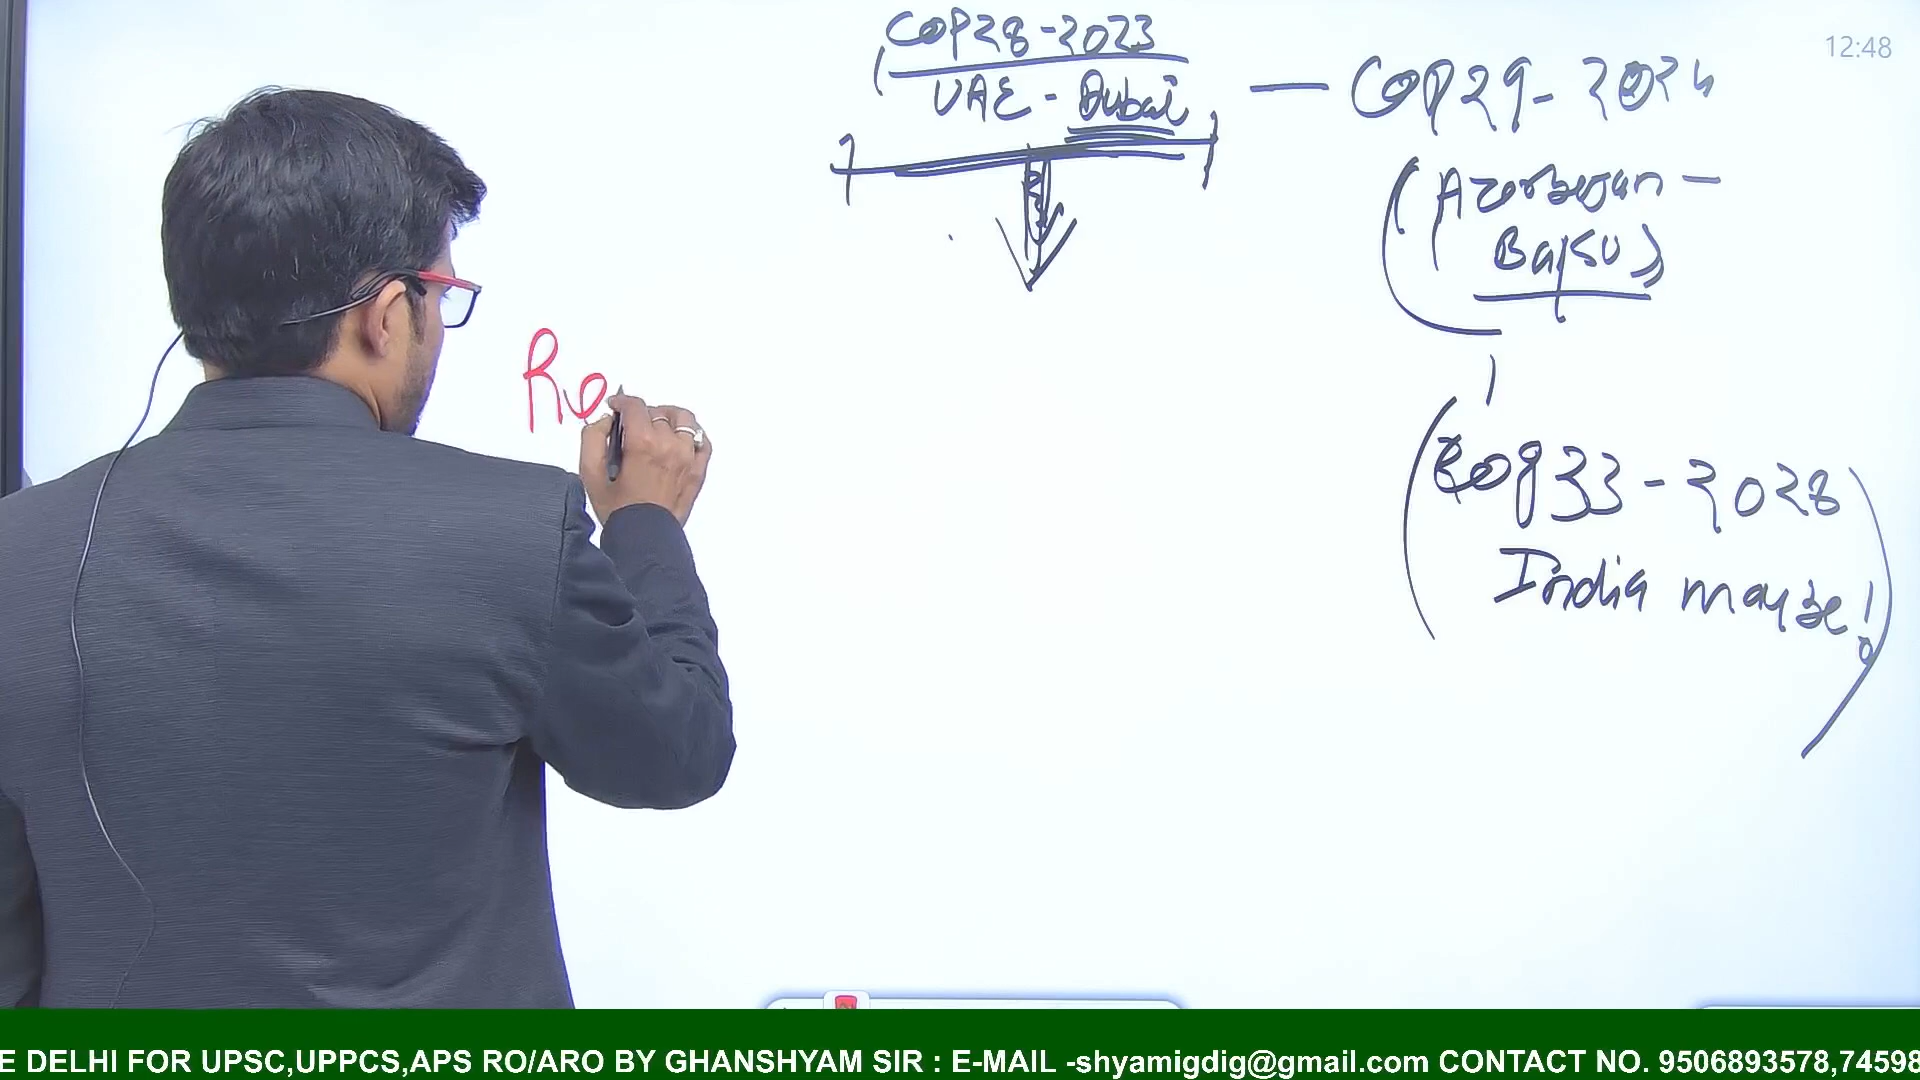 COP28-2023
UAE - Dubai
COP29-2024
(Azerbejan -
Baku)
12:48
Re
COP33-2028
India maybe!
E DELHI FOR UPSC,UPPCS,APS RO/ARO BY GHANSHYAM SIR : E-MAIL -shyamigdig@gmail.com CONTACT NO. 9506893578,74598